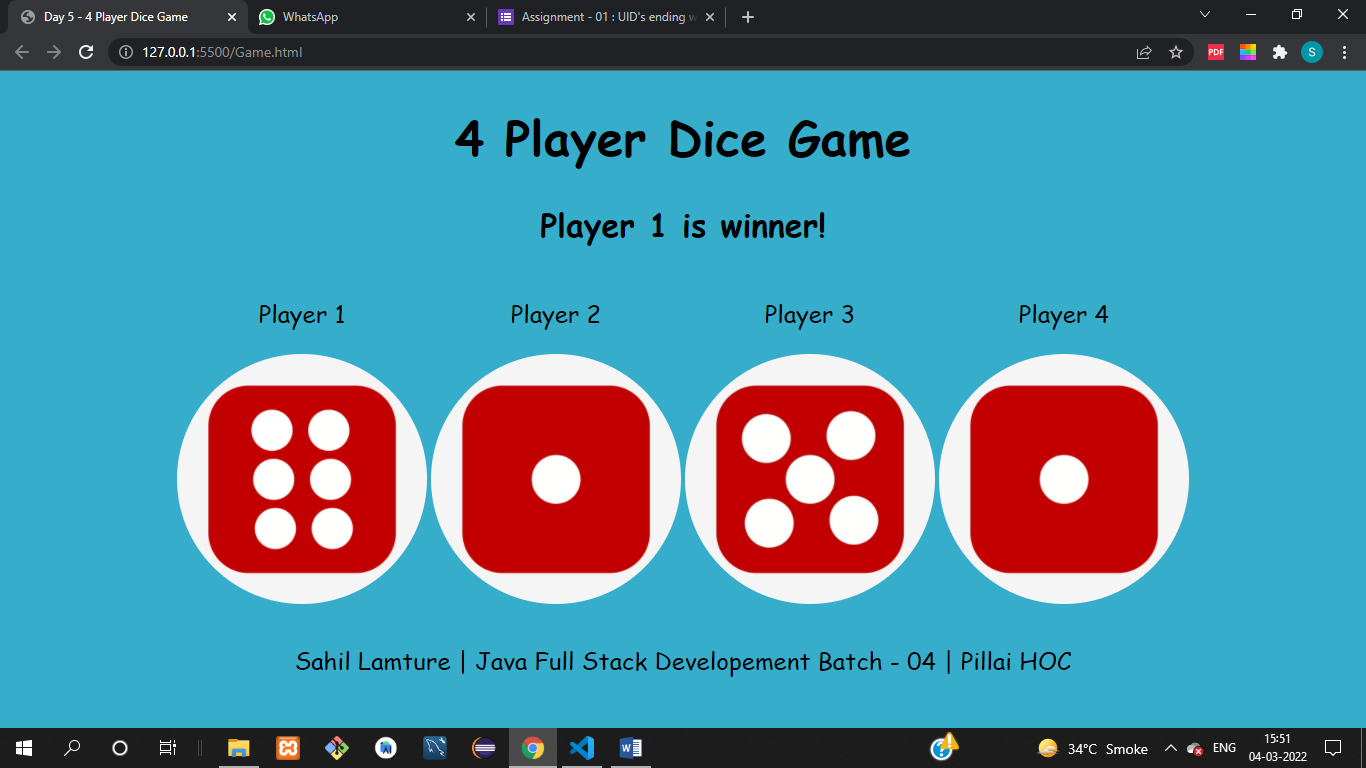 Day 5 - 4 Player Dice Game
WhatsApp
Assignment - 01 : UID's ending w
127.0.0.1:5500/Game.html
PDF
S
4 Player Dice Game
Player 1 is winner!
Player 1 Player 2 Player 3 Player 4
Sahil Lamture | Java Full Stack Developement Batch - 04 | Pillai HOC
34°C Smoke
ENG
15:51
04-03-2022